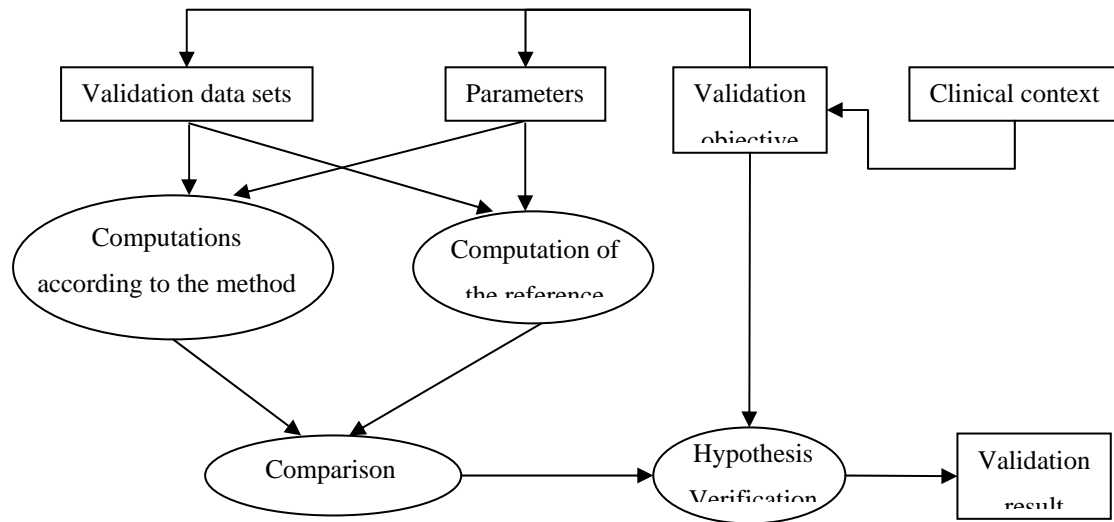 Validation data sets
Parameters
Validation
objective
Clinical context
Computations
according to the method
Computation of
the reference
Comparison
Hypothesis
Verification
Validation
result